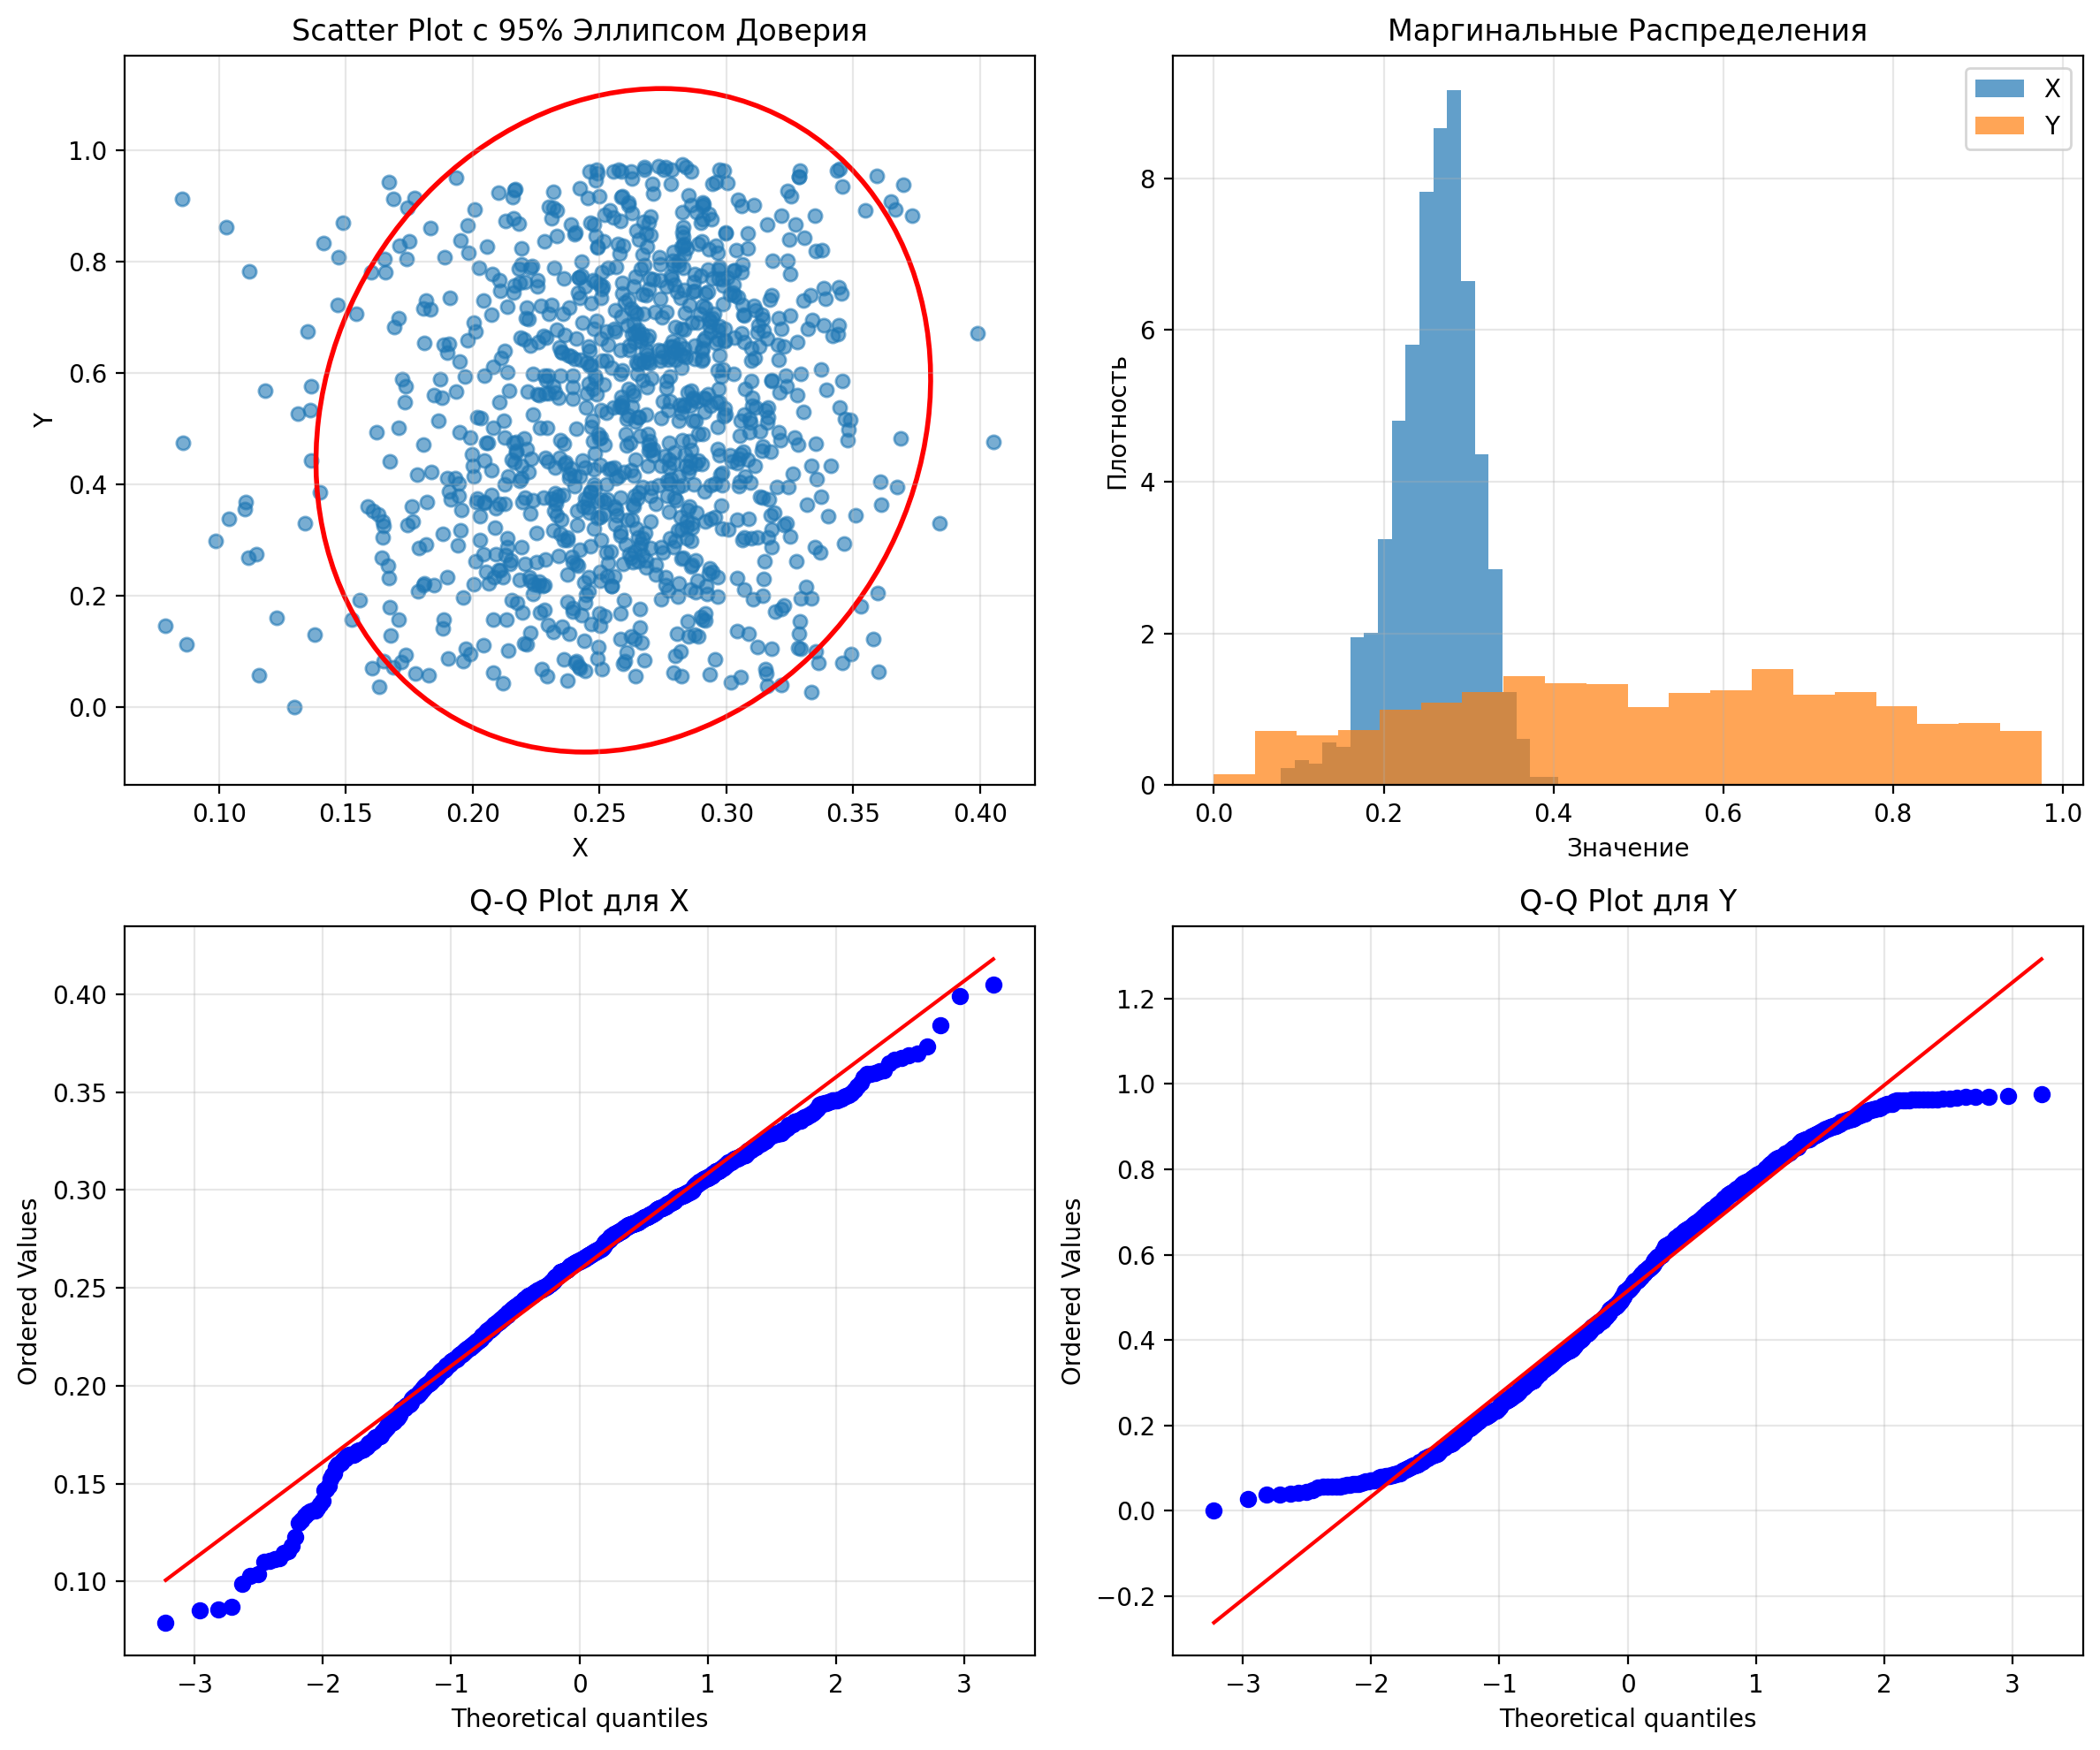 Scatter Plot с 95% Эллипсом Доверия
Y
1.0
0.8
0.6
0.4
0.2
0.0
0.10 0.15 0.20 0.25 0.30 0.35 0.40
X
Маргинальные Распределения
X
Y
Плотность
8
6
4
2
0
0.0 0.2 0.4 0.6 0.8 1.0
Значение
Q-Q Plot для X
Ordered Values
0.40
0.35
0.30
0.25
0.20
0.15
0.10
−3 −2 −1 0 1 2 3
Theoretical quantiles
Q-Q Plot для Y
Ordered Values
1.2
1.0
0.8
0.6
0.4
0.2
0.0
−0.2
−3 −2 −1 0 1 2 3
Theoretical quantiles